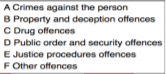 A Crimes against the person
B Property and deception offences
C Drug offences
D Public order and security offences
E Justice procedures offences
F Other offences